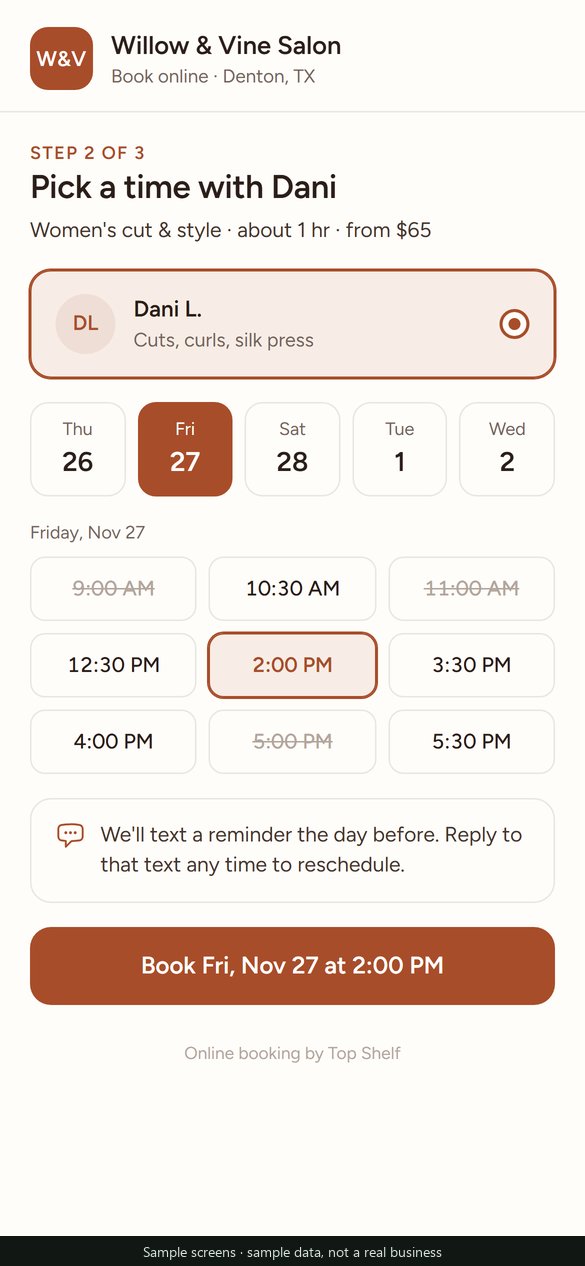 W&V
Willow & Vine Salon
Book online · Denton, TX
STEP 2 OF 3
Pick a time with Dani
Women's cut & style · about 1 hr · from $65
DL
Dani L.
Cuts, curls, silk press
Thu
26
Fri
27
Sat
28
Tue
1
Wed
2
Friday, Nov 27
9:00 AM
10:30 AM
11:00 AM
12:30 PM
2:00 PM
3:30 PM
4:00 PM
5:00 PM
5:30 PM
We'll text a reminder the day before. Reply to
that text any time to reschedule.
Book Fri, Nov 27 at 2:00 PM
Online booking by Top Shelf
Sample screens · sample data, not a real business